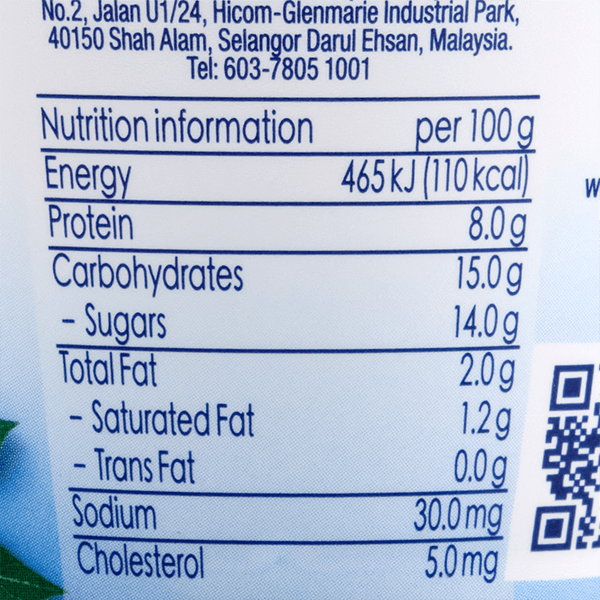 No.2, Jalan U1/24, Hicom-Glenmarie Industrial Park,
40150 Shah Alam, Selangor Darul Ehsan, Malaysia.
Tel: 603-7805 1001
Nutrition information per 100 g
Energy 465 kJ (110 kcal)
Protein 8.0 g
Carbohydrates 15.0 g
– Sugars 14.0 g
Total Fat 2.0 g
– Saturated Fat 1.2 g
– Trans Fat 0.0 g
Sodium 30.0 mg
Cholesterol 5.0 mg